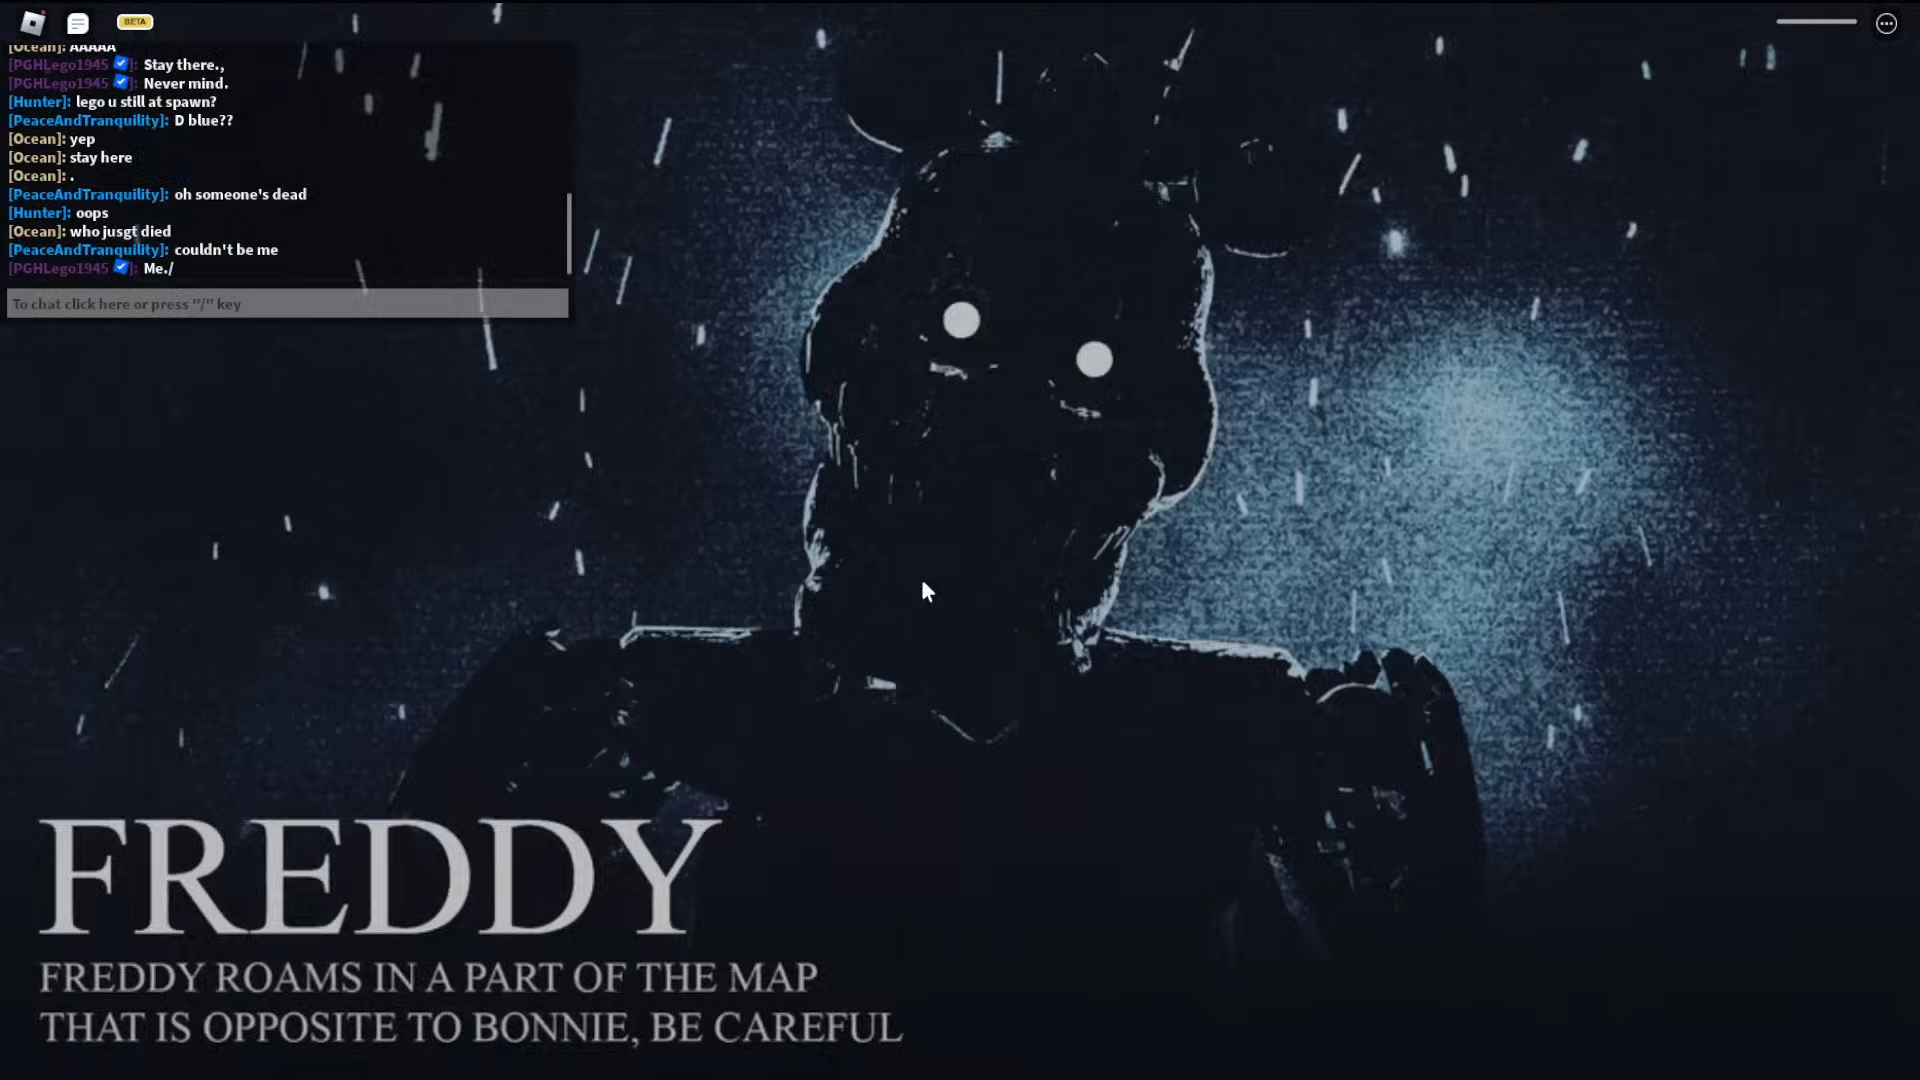 BETA
[Ocean]: AAAAA
[PGHLego1945 ]: Stay there.,
[PGHLego1945 ]: Never mind.
[Hunter]: lego u still at spawn?
[PeaceAndTranquility]: D blue??
[Ocean]: yep
[Ocean]: stay here
[Ocean]: .
[PeaceAndTranquility]: oh someone's dead
[Hunter]: oops
[Ocean]: who jusgt died
[PeaceAndTranquility]: couldn't be me
[PGHLego1945 ]: Me./
To chat click here or press "/" key
FREDDY
FREDDY ROAMS IN A PART OF THE MAP
THAT IS OPPOSITE TO BONNIE, BE CAREFUL